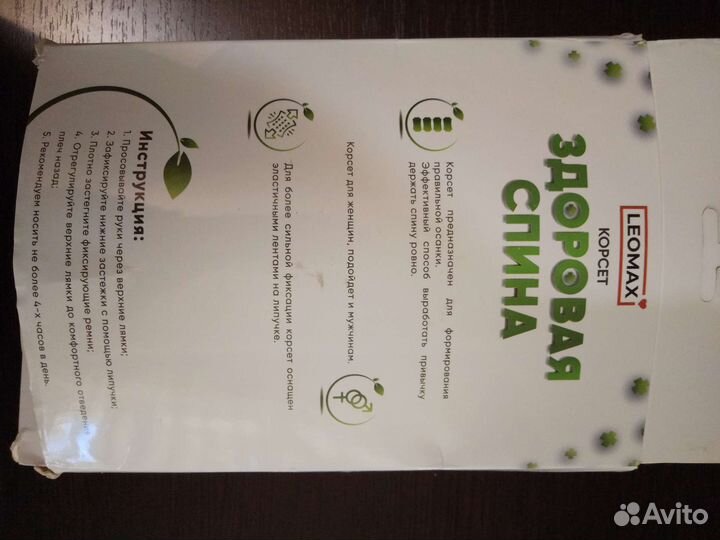 LEOMAX
КОРСЕТ
ЗДОРОВАЯ
СПИНА
Корсет предназначен для формирования
правильной осанки.
Эффективный способ выработать привычку
держать спину ровно.
Корсет для женщин, подойдет и мужчинам.
Для более сильной фиксации корсет оснащен
эластичными лентами на липучке.
Инструкция:
1. Просовывайте руки через верхние лямки;
2. Зафиксируйте нижние застежки с помощью липучки;
3. Плотно застегните фиксирующие ремни;
4. Отрегулируйте верхние лямки до комфортного отведения
плеч назад;
5. Рекомендуем носить не более 4-х часов в день.
Avito